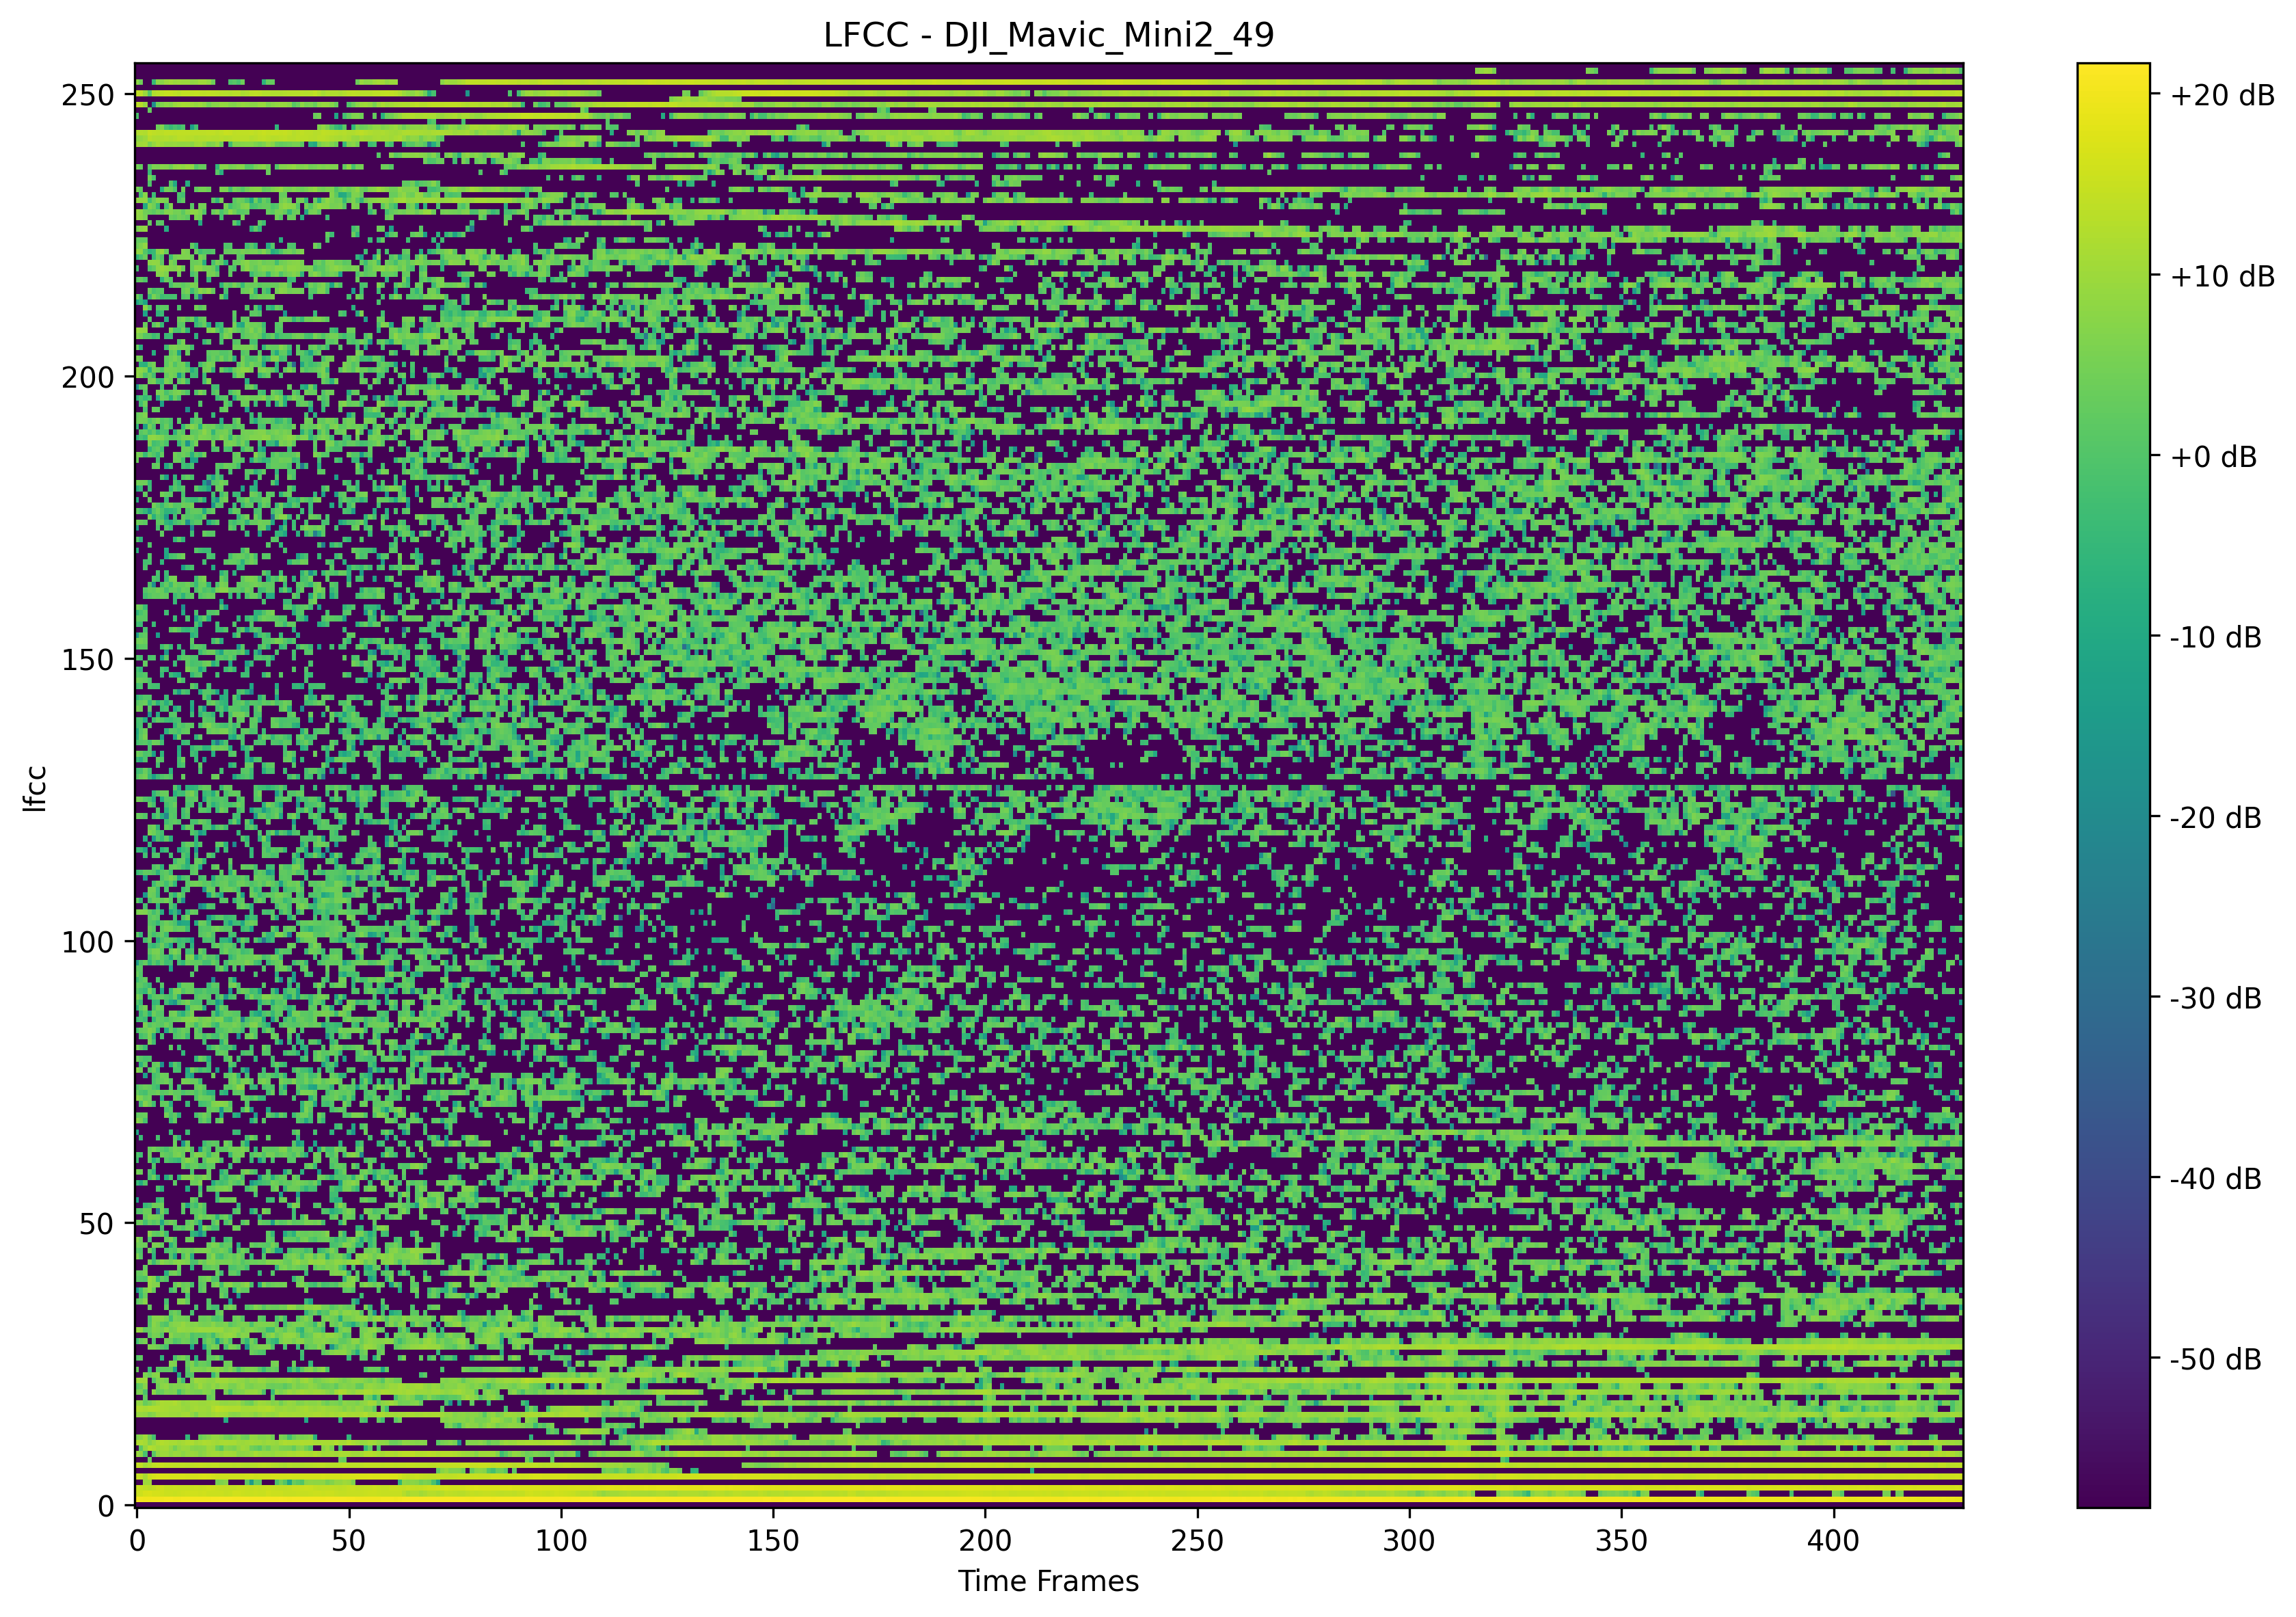 LFCC - DJI_Mavic_Mini2_49
250
200
150
100
50
0
lfcc
0 50 100 150 200 250 300 350 400
Time Frames
+20 dB
+10 dB
+0 dB
-10 dB
-20 dB
-30 dB
-40 dB
-50 dB